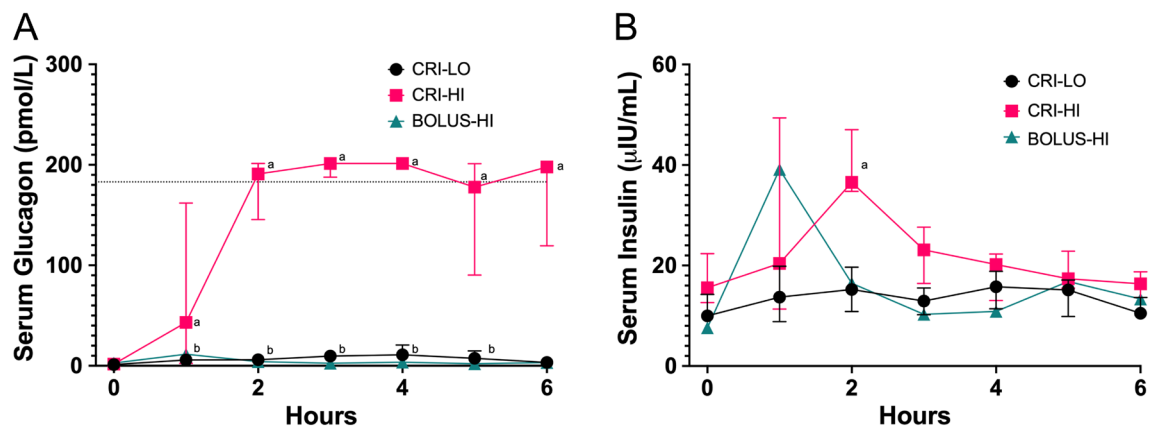 A
Serum Glucagon (pmol/L)
300
200
100
0
CRI-LO
CRI-HI
BOLUS-HI
a
a
a
a
a
a
b
b
b
b
b
0
2
4
6
Hours
B
Serum Insulin (µIU/mL)
60
40
20
0
CRI-LO
CRI-HI
BOLUS-HI
a
0
2
4
6
Hours